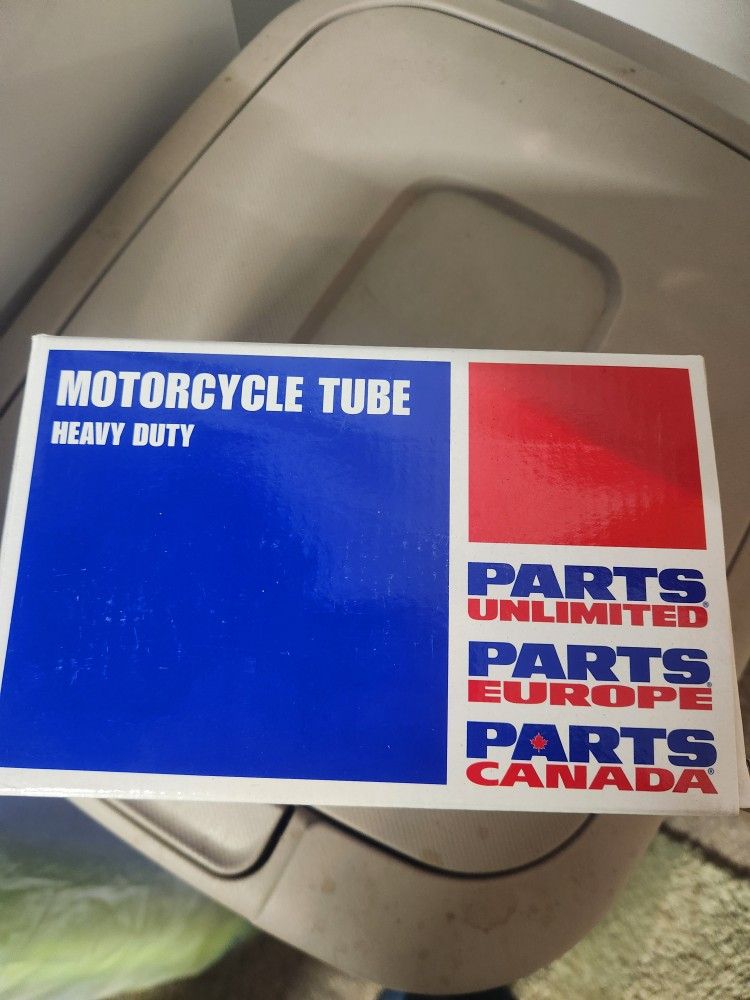 MOTORCYCLE TUBE
HEAVY DUTY
PARTS
UNLIMITED®
PARTS
EUROPE®
PARTS
CANADA®